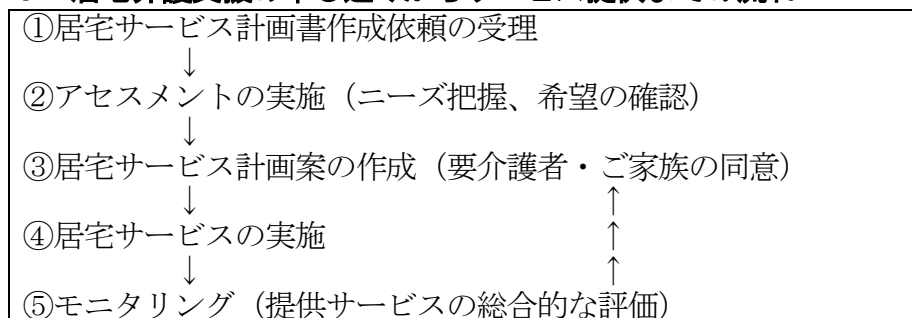 ①居宅サービス計画書作成依頼の受理
↓
②アセスメントの実施（ニーズ把握、希望の確認）
↓
③居宅サービス計画案の作成（要介護者・ご家族の同意）
↓ ↑
④居宅サービスの実施 ↑
↓ ↑
⑤モニタリング（提供サービスの総合的な評価）